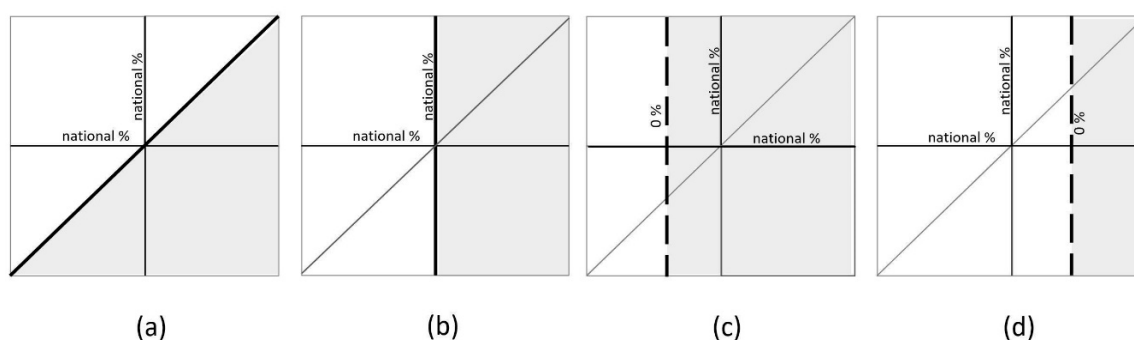 national %
national %
national %
national %
0 %
national %
national %
national %
national %
0 %
(a)
(b)
(c)
(d)